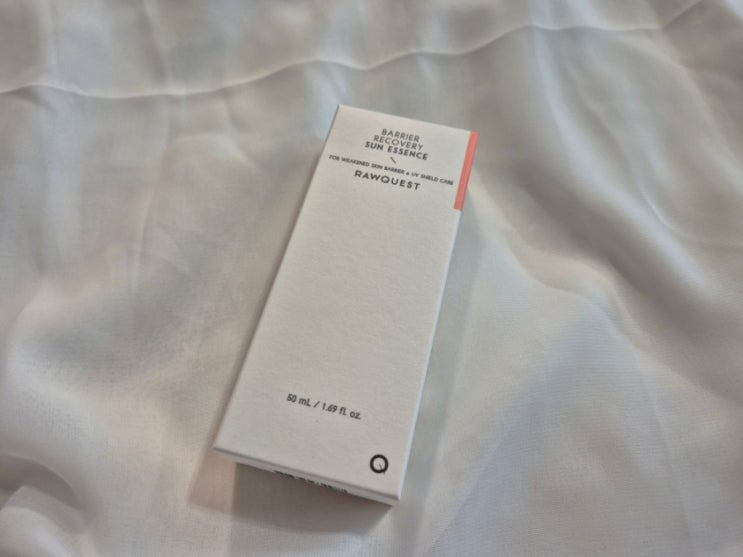 BARRIER
RECOVERY
SUN ESSENCE
FOR WEAKENED SKIN BARRIER & UV SHIELD CARE
RAWQUEST
50 mL / 1.69 fl. oz.
Q